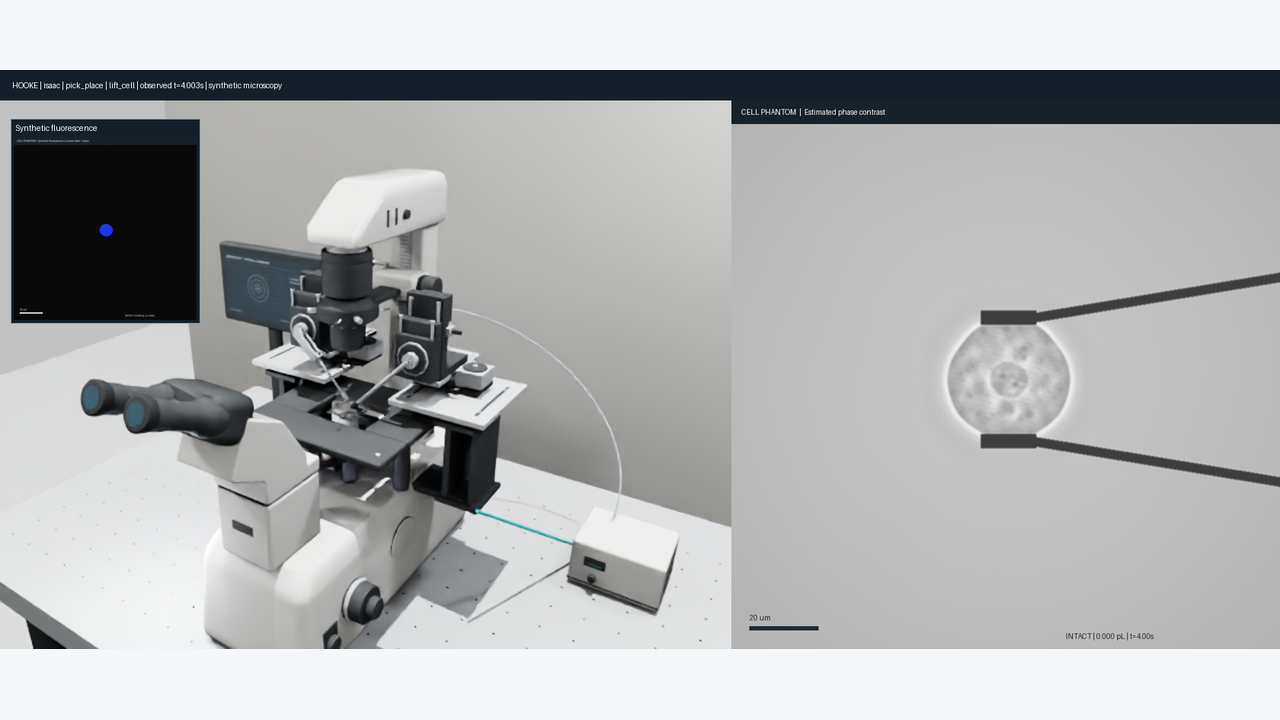 HOOKE | isaac | pick_place | lift_cell | observed t=4.003s | synthetic microscopy
CELL PHANTOM | Estimated phase contrast
Synthetic fluorescence
20 um
INTACT | 0.000 pL | t=4.00s